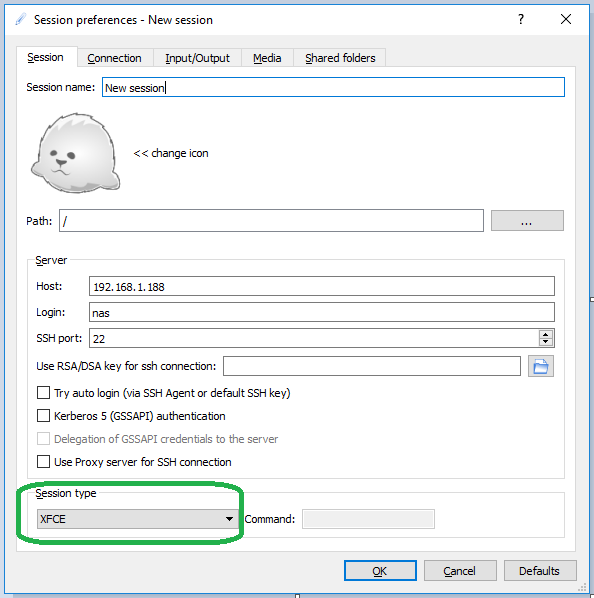 Session preferences - New session
?
Session Connection Input/Output Media Shared folders
Session name: New session
<< change icon
Path: / ...
Server
Host: 192.168.1.188
Login: nas
SSH port: 22
Use RSA/DSA key for ssh connection:
Try auto login (via SSH Agent or default SSH key)
Kerberos 5 (GSSAPI) authentication
Delegation of GSSAPI credentials to the server
Use Proxy server for SSH connection
Session type
XFCE Command:
OK Cancel Defaults